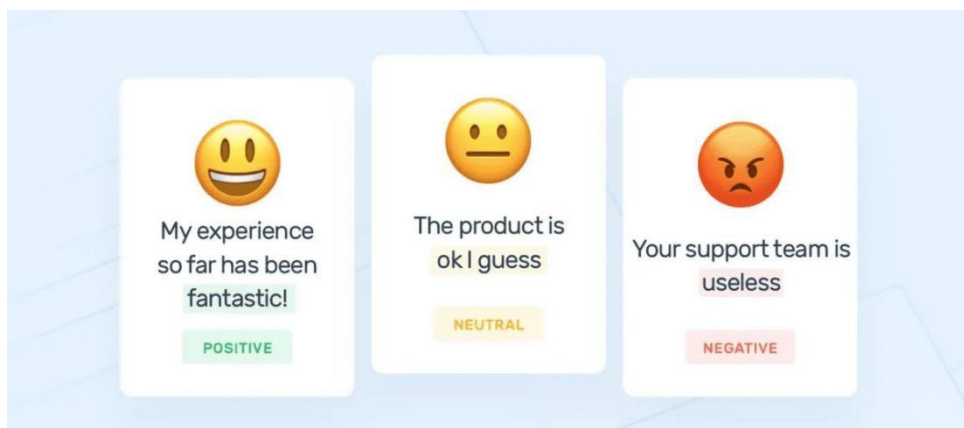 My experience
so far has been
fantastic!
POSITIVE
The product is
ok I guess
NEUTRAL
Your support team is
useless
NEGATIVE